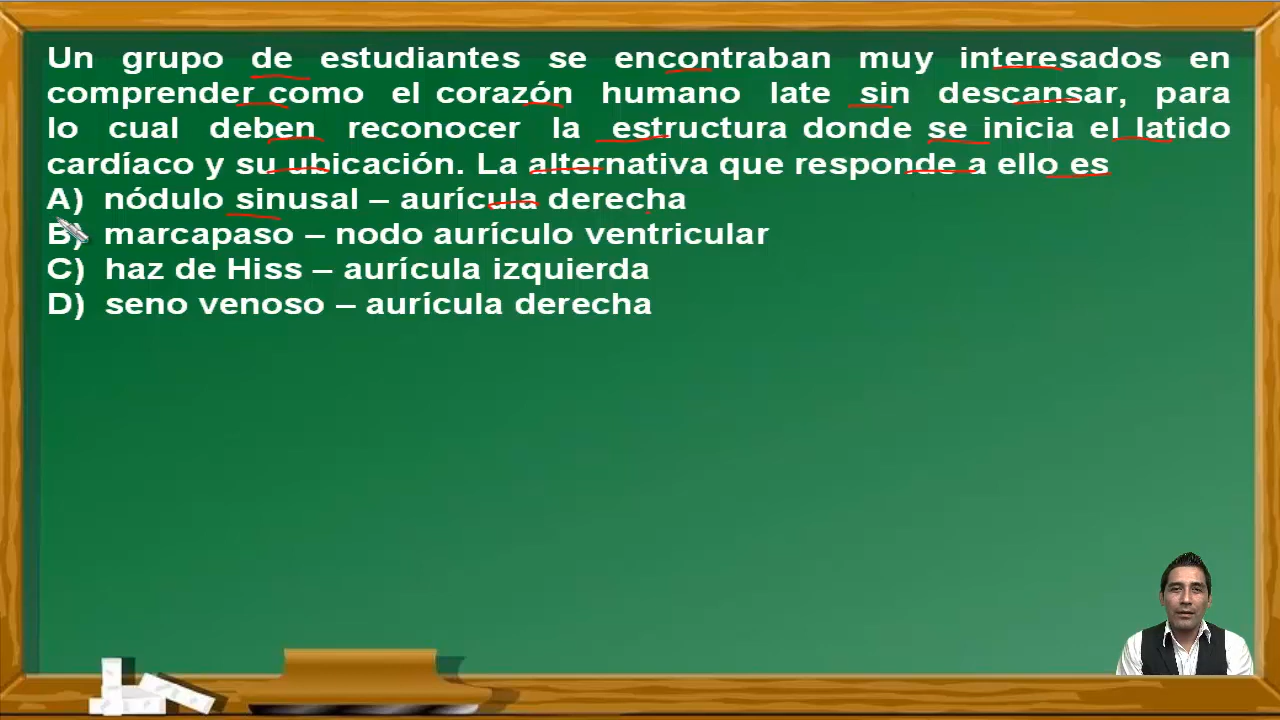 Un grupo de estudiantes se encontraban muy interesados en
comprender como el corazón humano late sin descansar, para
lo cual deben reconocer la estructura donde se inicia el latido
cardíaco y su ubicación. La alternativa que responde a ello es
A) nódulo sinusal – aurícula derecha
B) marcapaso – nodo aurículo ventricular
C) haz de Hiss – aurícula izquierda
D) seno venoso – aurícula derecha